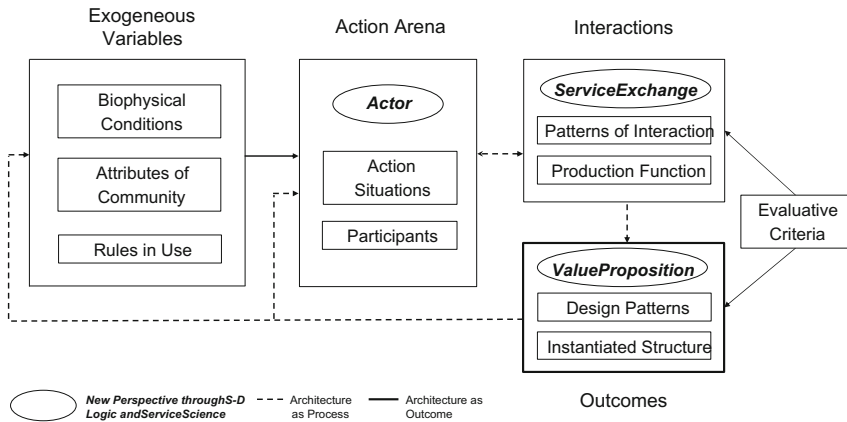 Exogeneous
Variables
Action Arena
Interactions
Biophysical
Conditions
Attributes of
Community
Rules in Use
Actor
Action
Situations
Participants
ServiceExchange
Patterns of Interaction
Production Function
Evaluative
Criteria
ValueProposition
Design Patterns
Instantiated Structure
Outcomes
New Perspective throughS-D
Logic andServiceScience
Architecture
as Process
Architecture as
Outcome